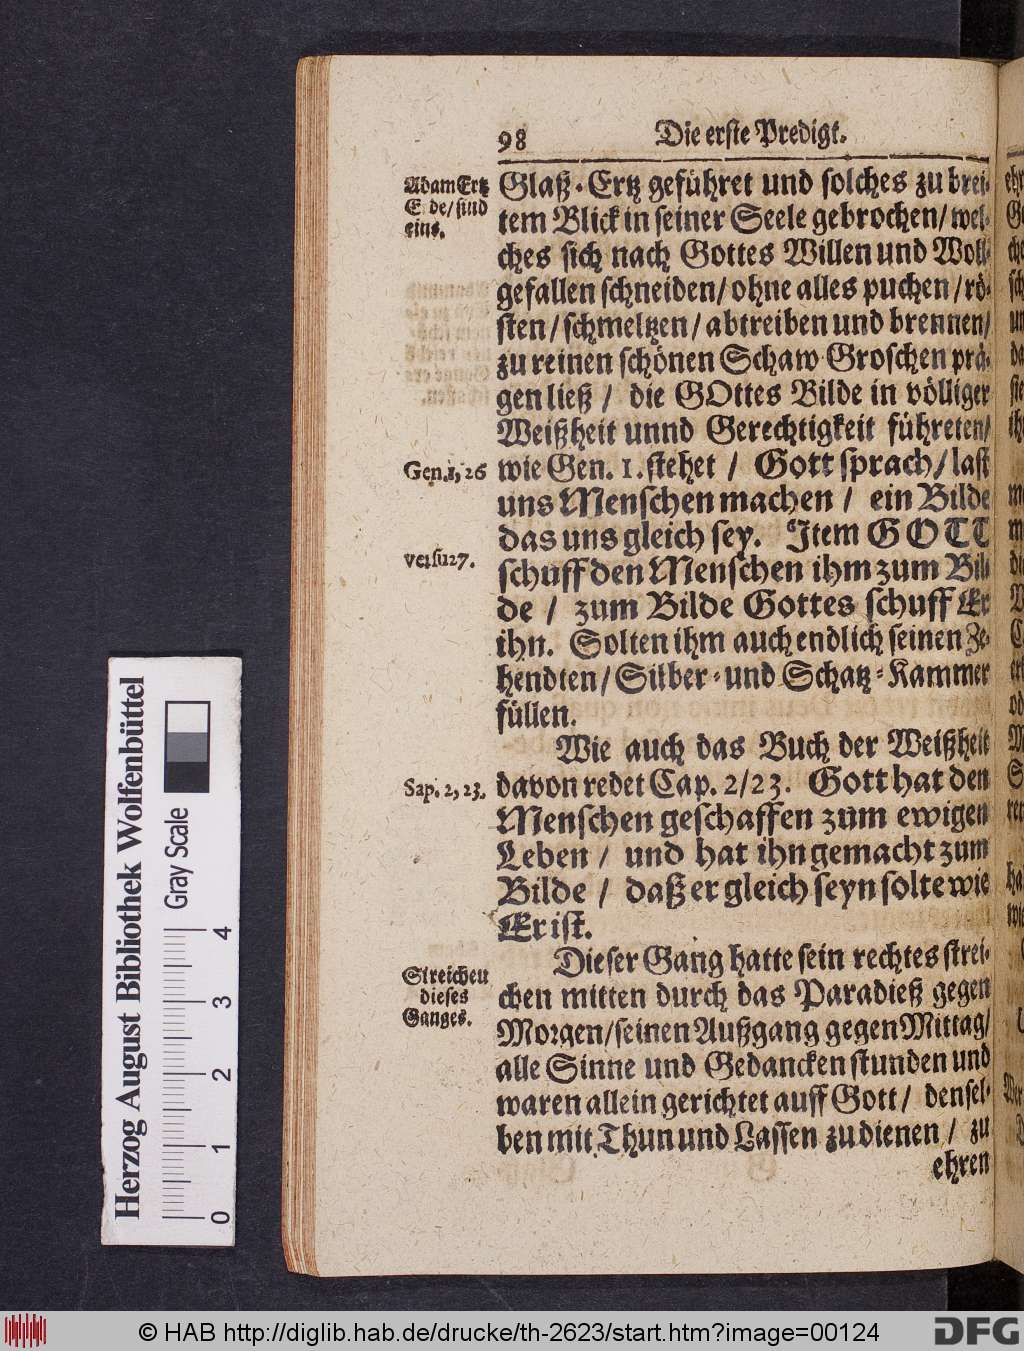 98 Die erste Predigt.
Adam Ertz
E de/ sind
eins.
Glaß-Ertz geführet und solches zu brei-
tem Blick in seiner Seele gebrochen/ wel-
ches sich nach Gottes Willen und Woll-
gefallen schneiden/ ohne alles puchen/ rö-
sten/ schmeltzen/ abtreiben und brennen/
zu reinen schönen Schaw Groschen prä-
gen ließ/ die GOttes Bilde in völliger
Weißheit unnd Gerechtigkeit führeten/
Gen.1, 26
wie Gen. 1. stehet / Gott sprach/ last
uns Menschen machen / ein Bilde
das uns gleich sey. Item GOTT
versu 27.
schuff den Menschen ihm zum Bil-
de / zum Bilde Gottes schuff Er
ihn. Solten ihm auch endlich seinen Ze-
hendten/ Silber- und Schatz-Kammer
füllen.
Wie auch das Buch der Weißheit
Sap. 2, 23.
davon redet Cap. 2/23. Gott hat den
Menschen geschaffen zum ewigen
Leben / und hat ihn gemacht zum
Bilde / daß er gleich seyn solte wie
Er ist.
Streichen
dieses
Ganges.
Dieser Gang hatte sein rechtes strei-
chen mitten durch das Paradieß gegen
Morgen/ seinen Außgang gegen Mittag/
alle Sinne und Gedancken stunden und
waren allein gerichtet auff Gott/ densel-
ben mit Thun und Lassen zu dienen / zu
ehren
Herzog August Bibliothek Wolfenbüttel
Gray Scale
0 1 2 3 4
© HAB http://diglib.hab.de/drucke/th-2623/start.htm?image=00124
DFG